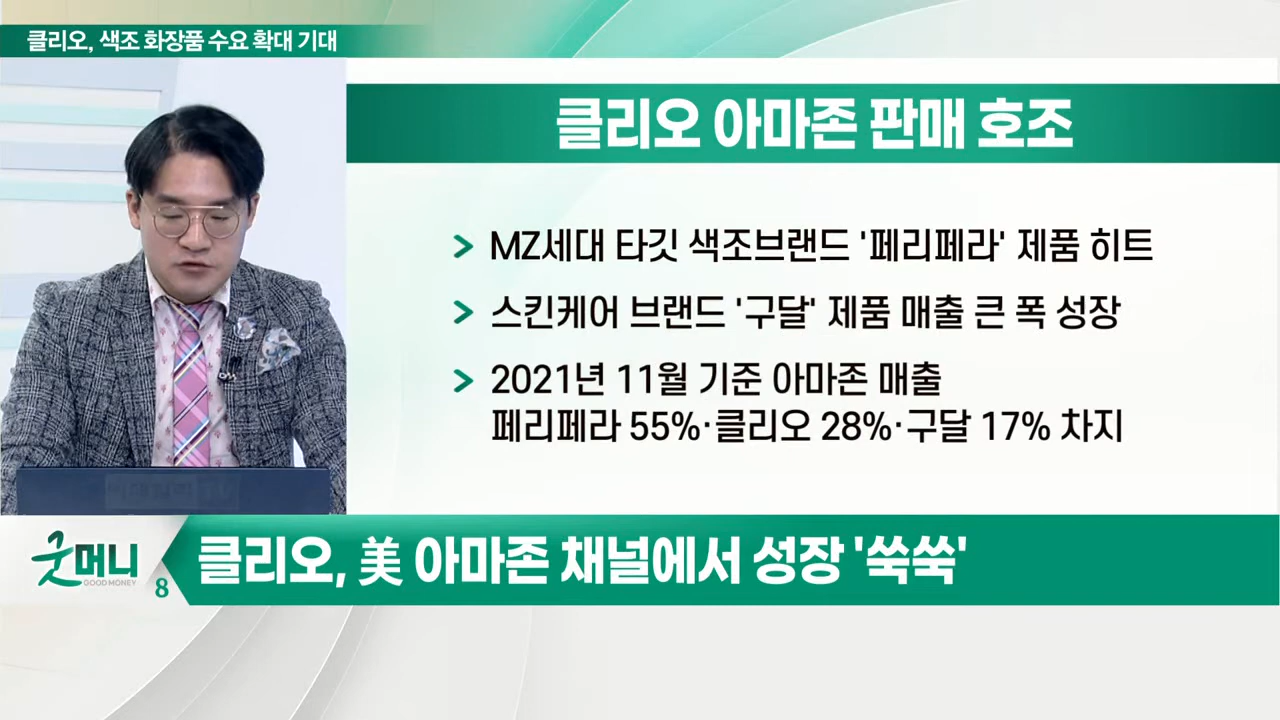 클리오, 색조 화장품 수요 확대 기대
클리오 아마존 판매 호조
> MZ세대 타깃 색조브랜드 '페리페라' 제품 히트
> 스킨케어 브랜드 '구달' 제품 매출 큰 폭 성장
> 2021년 11월 기준 아마존 매출
페리페라 55%·클리오 28%·구달 17% 차지
굿머니
GOOD MONEY
8
클리오, 美 아마존 채널에서 성장 '쑥쑥'